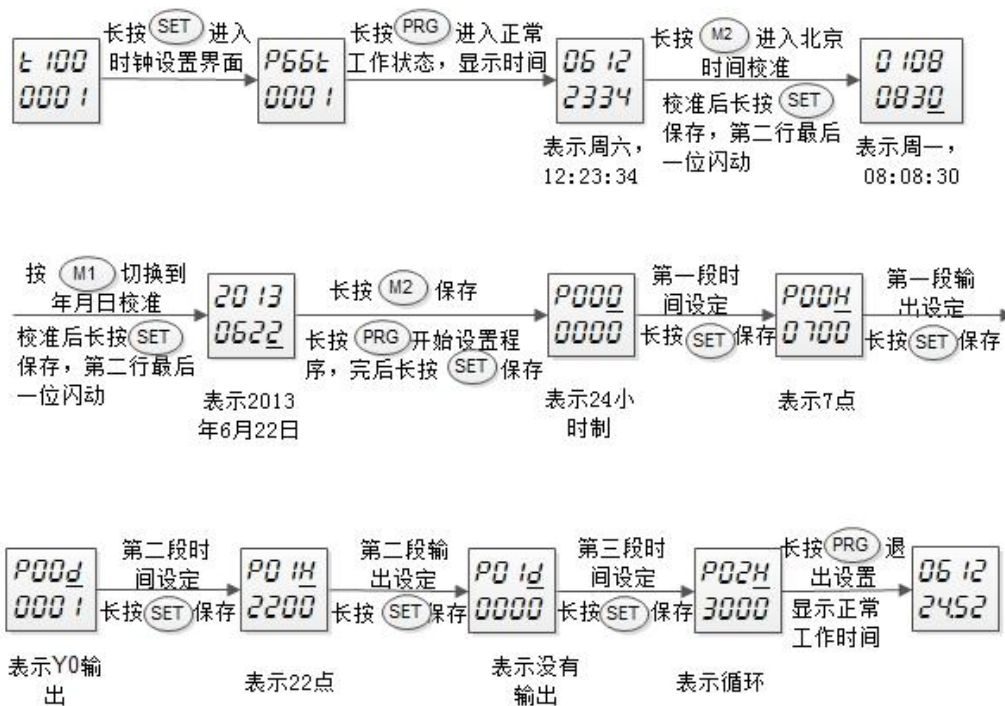 t 100
0001
长按 SET 进入
时钟设置界面
P66t
0001
长按 PRG 进入正常
工作状态，显示时间
0612
2334
表示周六，
12:23:34
长按 M2 进入北京
时间校准
校准后长按 SET
保存，第二行最后
一位闪动
0108
0830
表示周一，
08:08:30
按 M1 切换到
年月日校准
校准后长按 SET
保存，第二行最后
一位闪动
2013
0622
表示2013
年6月22日
长按 M2 保存
长按 PRG 开始设置程
序，完后长按 SET 保存
P000
0000
表示24小
时制
第一段时
间设定
长按 SET 保存
P00H
0700
表示7点
第一段输
出设定
长按 SET 保存
P00d
0001
表示Y0输
出
第二段时
间设定
长按 SET 保存
P01H
2200
表示22点
第二段输
出设定
长按 SET 保存
P01d
0000
表示没有
输出
第三段时
间设定
长按 SET 保存
P02H
3000
表示循环
长按 PRG 退
出设置
显示正常
工作时间
0612
24.52